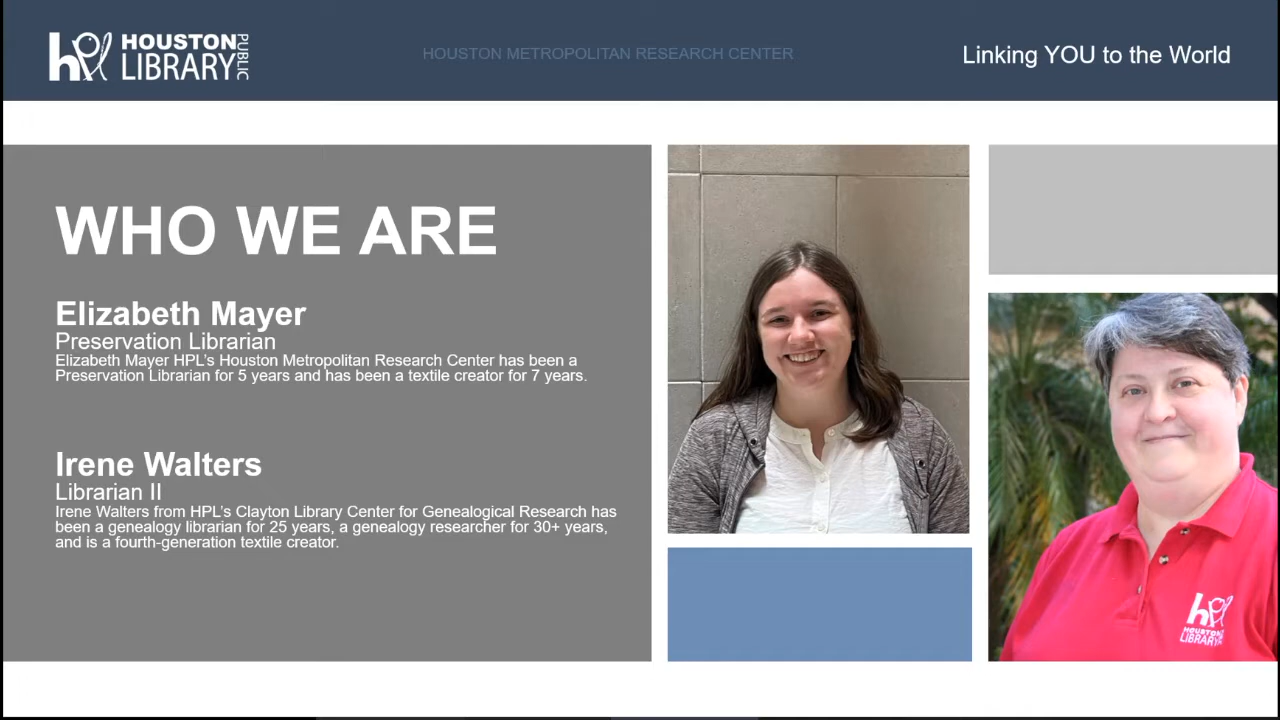 HOUSTON
LIBRARY
PUBLIC
HOUSTON METROPOLITAN RESEARCH CENTER
Linking YOU to the World
WHO WE ARE
Elizabeth Mayer
Preservation Librarian
Elizabeth Mayer HPL's Houston Metropolitan Research Center has been a
Preservation Librarian for 5 years and has been a textile creator for 7 years.
Irene Walters
Librarian II
Irene Walters from HPL's Clayton Library Center for Genealogical Research has
been a genealogy librarian for 25 years, a genealogy researcher for 30+ years,
and is a fourth-generation textile creator.
HOUSTON
LIBRARY